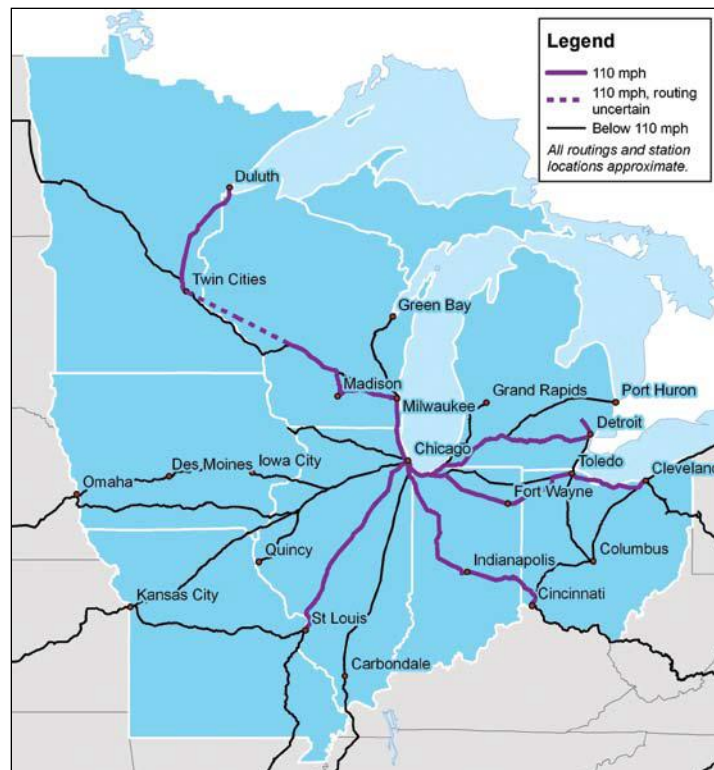 Legend
110 mph
110 mph, routing
uncertain
Below 110 mph
All routings and station
locations approximate.
Duluth
Twin Cities
Green Bay
Madison
Milwaukee
Grand Rapids
Port Huron
Detroit
Chicago
Toledo
Cleveland
Omaha
Des Moines
Iowa City
Fort Wayne
Quincy
Columbus
Indianapolis
Kansas City
Cincinnati
St Louis
Carbondale